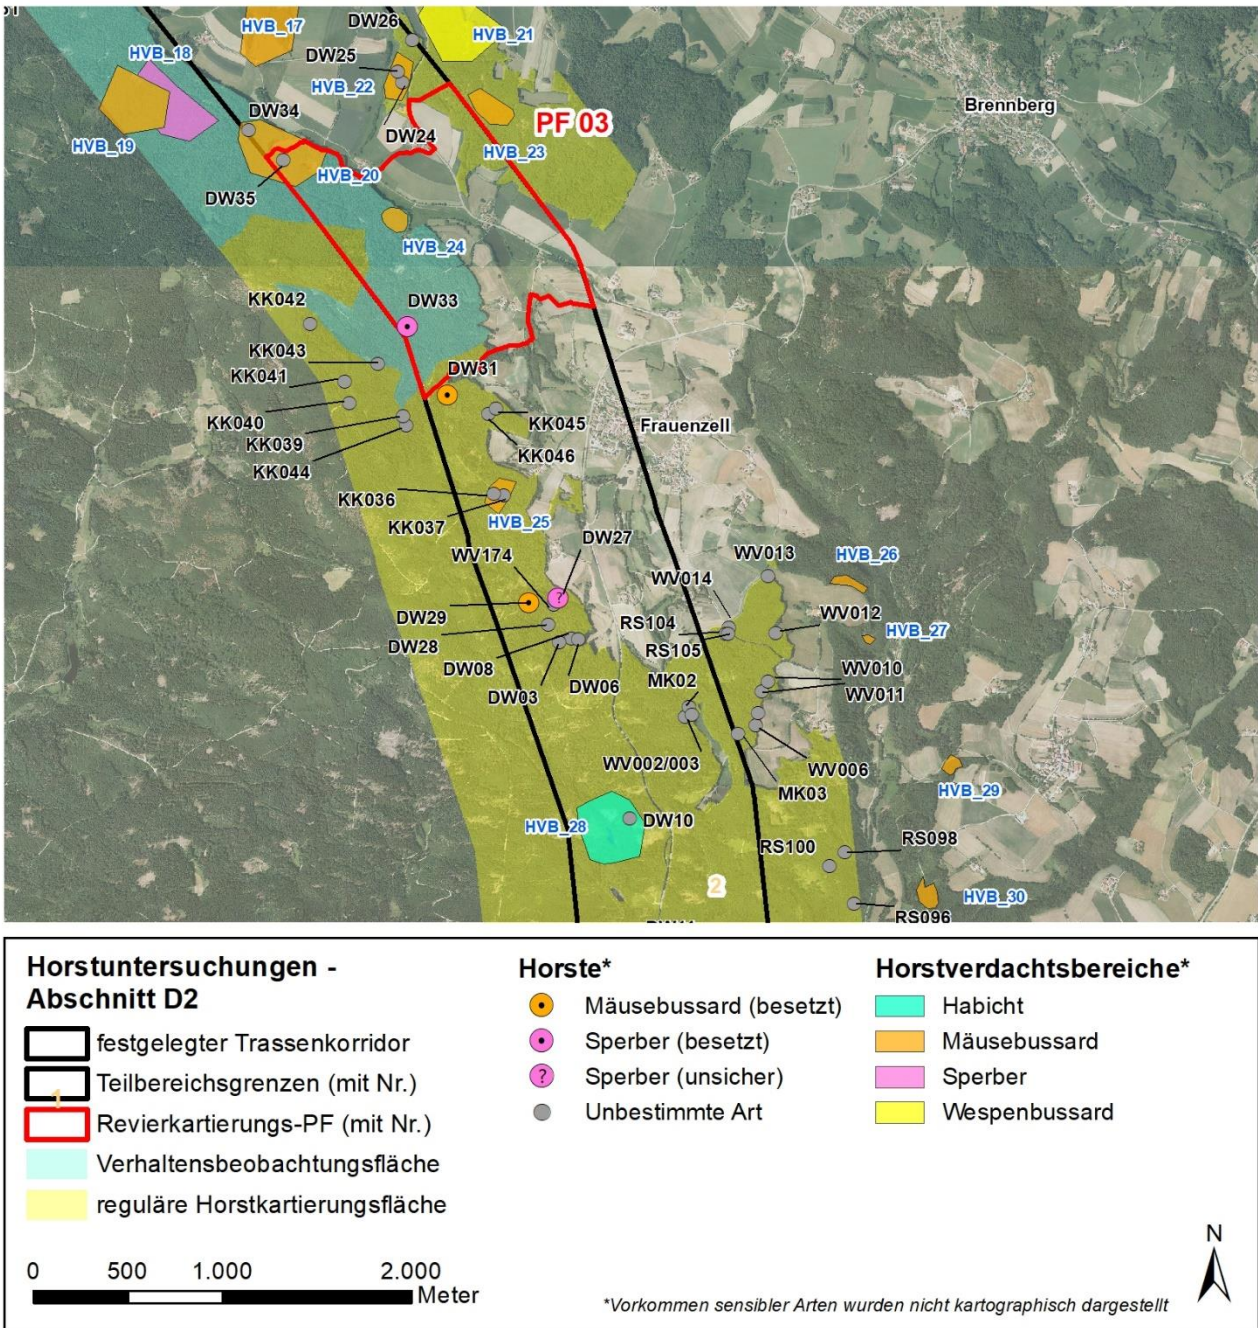 DW26
HVB_17
HVB_21
HVB_18
DW25
HVB_22
Brennberg
PF 03
DW34
DW24
HVB_19
HVB_23
HVB_20
DW35
HVB_24
KK042
DW33
KK043
KK041
DW31
KK040
KK045
Frauenzell
KK039
KK046
KK044
KK036
HVB_25
KK037
DW27
WV174
WV013
HVB_26
WV014
DW29
RS104
WV012
HVB_27
DW28
RS105
DW08
WV010
MK02
DW03
DW06
WV011
WV002/003
WV006
MK03
HVB_29
HVB_28
DW10
RS100
RS098
2
HVB_30
RS096
Horstuntersuchungen -
Abschnitt D2
festgelegter Trassenkorridor
Teilbereichsgrenzen (mit Nr.)
1
Revierkartierungs-PF (mit Nr.)
Verhaltensbeobachtungsfläche
reguläre Horstkartierungsfläche
0 500 1.000 2.000
Meter
Horste*
Mäusebussard (besetzt)
Sperber (besetzt)
? Sperber (unsicher)
Unbestimmte Art
Horstverdachtsbereiche*
Habicht
Mäusebussard
Sperber
Wespenbussard
N
*Vorkommen sensibler Arten wurden nicht kartographisch dargestellt